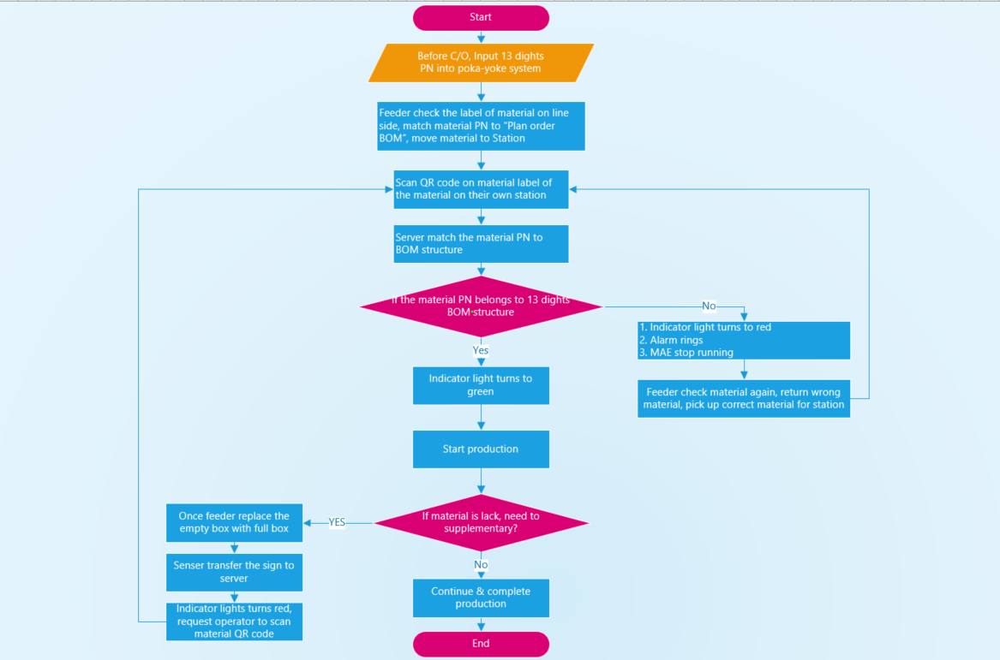 Start
Before C/O, Input 13 dights
PN into poka-yoke system
Feeder check the label of material on line
side, match material PN to "Plan order
BOM", move material to Station
Scan QR code on material label of
the material on their own station
Server match the material PN to
BOM structure
If the material PN belongs to 13 dights
BOM structure
No
1. Indicator light turns to red
2. Alarm rings
3. MAE stop running
Feeder check material again, return wrong
material, pick up correct material for station
Yes
Indicator light turns to
green
Start production
If material is lack, need to
supplementary?
YES
Once feeder replace the
empty box with full box
Senser transfer the sign to
server
Indicator lights turns red,
request operator to scan
material QR code
No
Continue & complete
production
End